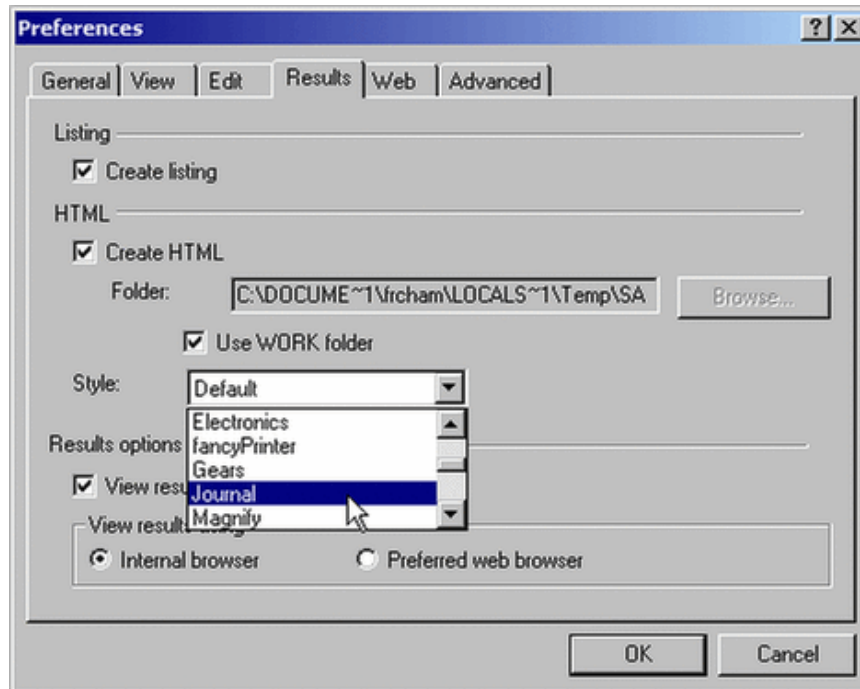 Preferences
General View Edit Results Web Advanced
Listing
Create listing
HTML
Create HTML
Folder: C:\DOCUME~1\frcham\LOCALS~1\Temp\SA Browse...
Use WORK folder
Style: Default
Electronics
Results options fancyPrinter
Gears
View Journal
Magnify
View results
Internal browser Preferred web browser
OK Cancel